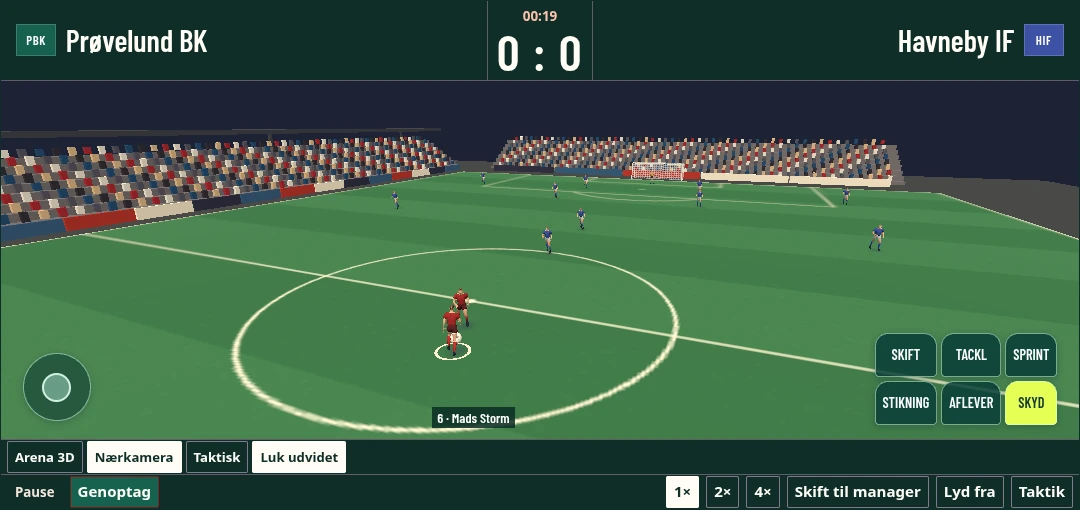 PBK Prøvelund BK
00:19
0 : 0
Havneby IF HIF
SKIFT TACKL SPRINT
STIKNING AFLEVER SKYD
6 · Mads Storm
Arena 3D Nærkamera Taktisk Luk udvidet
Pause Genoptag 1× 2× 4× Skift til manager Lyd fra Taktik